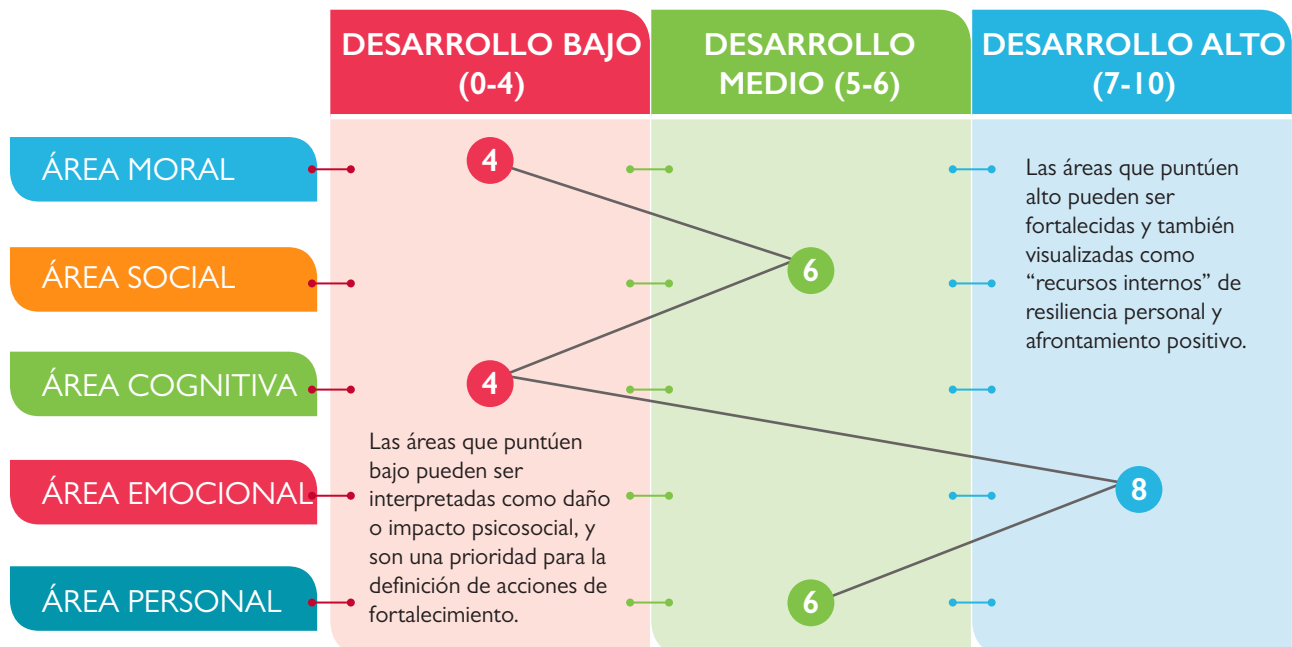 DESARROLLO BAJO
(0-4)
DESARROLLO
MEDIO (5-6)
DESARROLLO ALTO
(7-10)
ÁREA MORAL
4
ÁREA SOCIAL
6
ÁREA COGNITIVA
4
ÁREA EMOCIONAL
8
ÁREA PERSONAL
6
Las áreas que puntúen
bajo pueden ser
interpretadas como daño
o impacto psicosocial, y
son una prioridad para la
definición de acciones de
fortalecimiento.
Las áreas que puntúen
alto pueden ser
fortalecidas y también
visualizadas como
“recursos internos” de
resiliencia personal y
afrontamiento positivo.